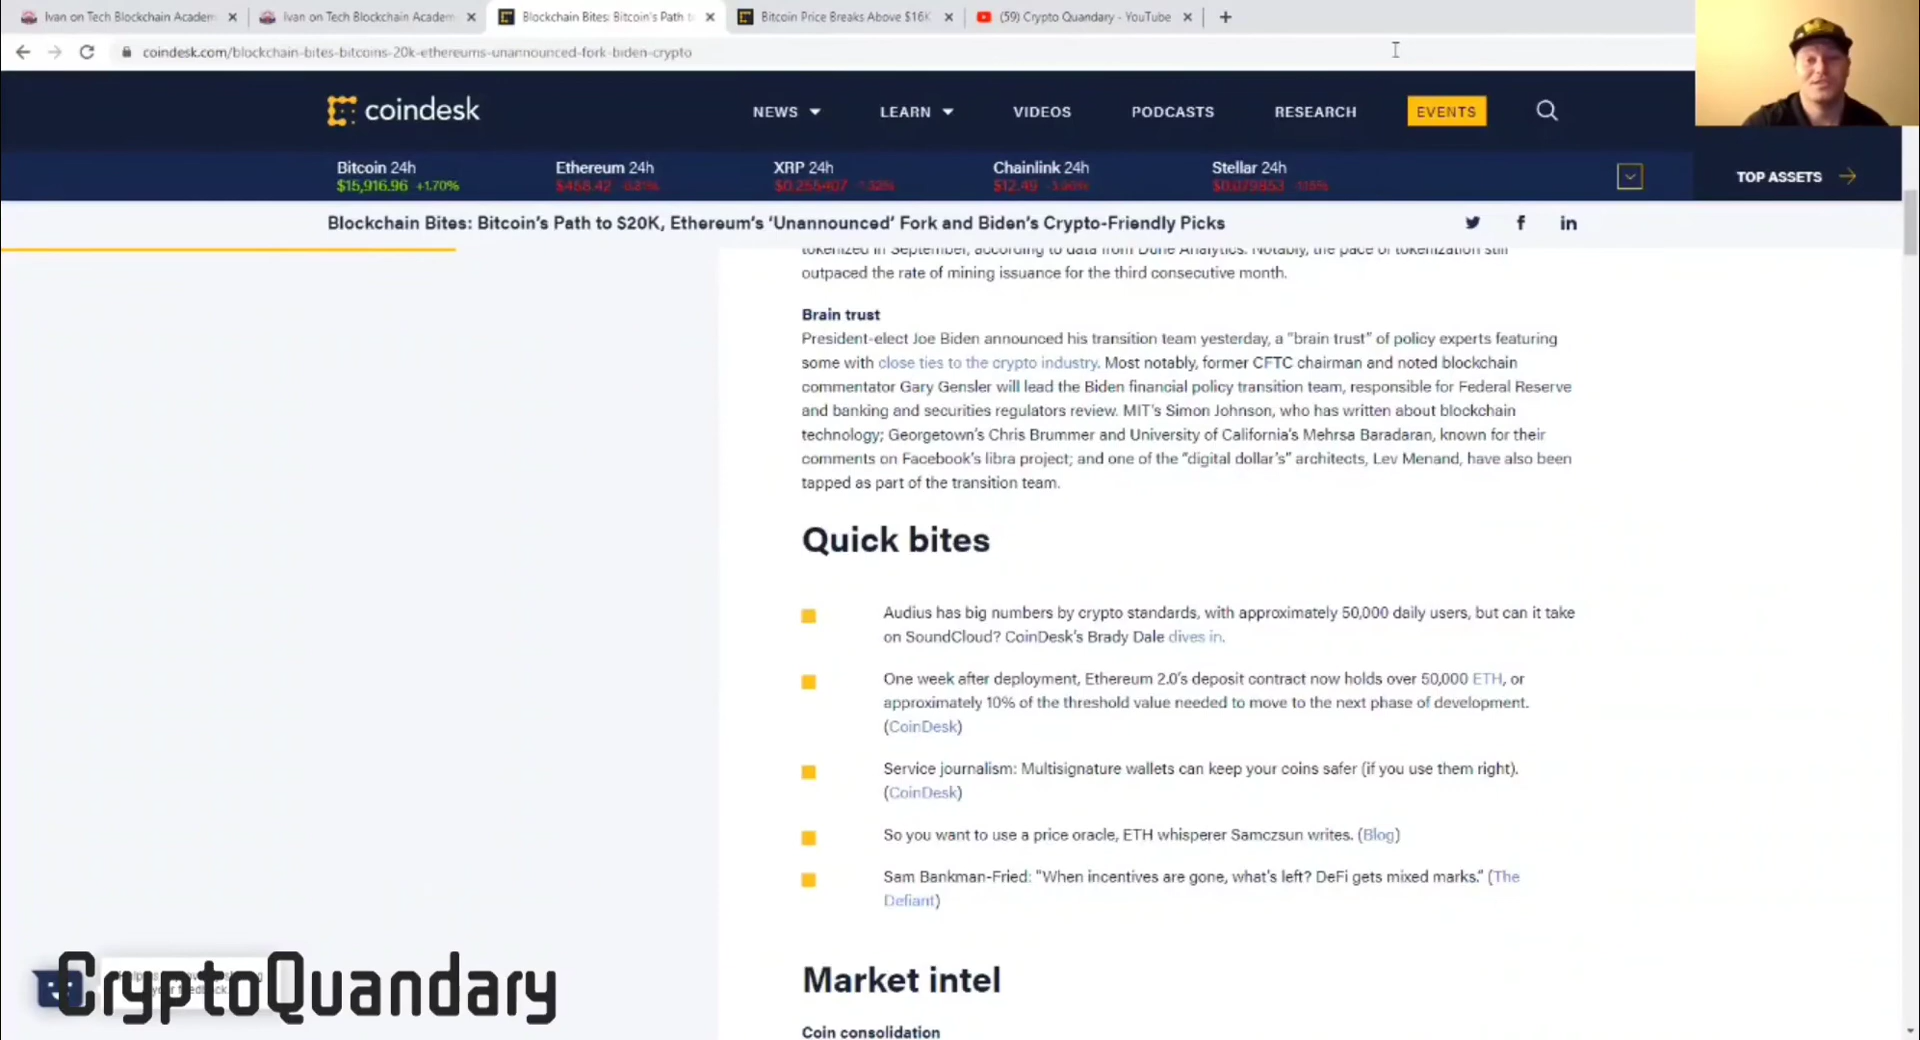 Ivan on Tech Blockchain Academ
Ivan on Tech Blockchain Academ
Blockchain Bites: Bitcoin's Path to
Bitcoin Price Breaks Above $16K
(59) Crypto Quandary - YouTube
coindesk.com/blockchain-bites-bitcoins-20k-ethereums-unannounced-fork-biden-crypto
coindesk
NEWS
LEARN
VIDEOS
PODCASTS
RESEARCH
EVENTS
Bitcoin 24h
$15,916.96 +1.70%
Ethereum 24h
XRP 24h
Chainlink 24h
Stellar 24h
TOP ASSETS
Blockchain Bites: Bitcoin's Path to $20K, Ethereum's 'Unannounced' Fork and Biden's Crypto-Friendly Picks
tokenized in September, according to data from Dune Analytics. Notably, the pace of tokenization still
outpaced the rate of mining issuance for the third consecutive month.
Brain trust
President-elect Joe Biden announced his transition team yesterday, a "brain trust" of policy experts featuring
some with close ties to the crypto industry. Most notably, former CFTC chairman and noted blockchain
commentator Gary Gensler will lead the Biden financial policy transition team, responsible for Federal Reserve
and banking and securities regulators review. MIT's Simon Johnson, who has written about blockchain
technology; Georgetown's Chris Brummer and University of California's Mehrsa Baradaran, known for their
comments on Facebook's libra project; and one of the "digital dollar's" architects, Lev Menand, have also been
tapped as part of the transition team.
Quick bites
Audius has big numbers by crypto standards, with approximately 50,000 daily users, but can it take
on SoundCloud? CoinDesk's Brady Dale dives in.
One week after deployment, Ethereum 2.0's deposit contract now holds over 50,000 ETH, or
approximately 10% of the threshold value needed to move to the next phase of development.
(CoinDesk)
Service journalism: Multisignature wallets can keep your coins safer (if you use them right).
(CoinDesk)
So you want to use a price oracle, ETH whisperer Samczsun writes. (Blog)
Sam Bankman-Fried: "When incentives are gone, what's left? DeFi gets mixed marks." (The
Defiant)
Market intel
Coin consolidation
CryptoQuandary